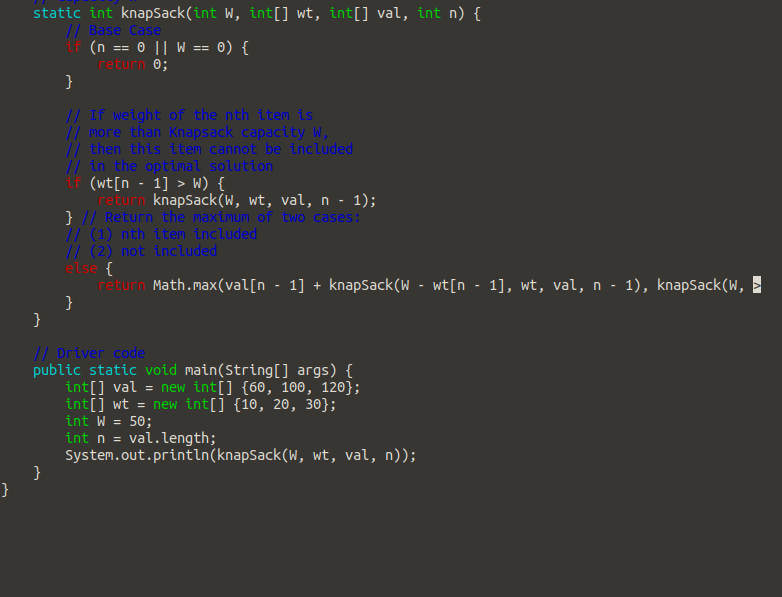 static int knapSack(int W, int[] wt, int[] val, int n) {
        // Base Case
        if (n == 0 || W == 0) {
            return 0;
        }

        // If weight of the nth item is
        // more than Knapsack capacity W,
        // then this item cannot be included
        // in the optimal solution
        if (wt[n - 1] > W) {
            return knapSack(W, wt, val, n - 1);
        } // Return the maximum of two cases:
        // (1) nth item included
        // (2) not included
        else {
            return Math.max(val[n - 1] + knapSack(W - wt[n - 1], wt, val, n - 1), knapSack(W, >
        }
    }

    // Driver code
    public static void main(String[] args) {
        int[] val = new int[] {60, 100, 120};
        int[] wt = new int[] {10, 20, 30};
        int W = 50;
        int n = val.length;
        System.out.println(knapSack(W, wt, val, n));
    }
}